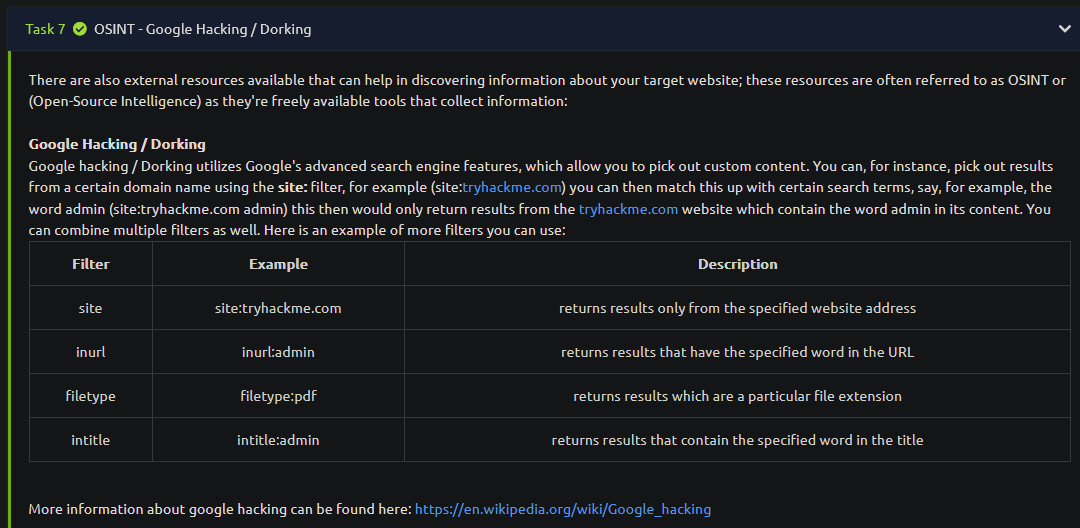 Task 7 OSINT - Google Hacking / Dorking
There are also external resources available that can help in discovering information about your target website; these resources are often referred to as OSINT or
(Open-Source Intelligence) as they're freely available tools that collect information:
Google Hacking / Dorking
Google hacking / Dorking utilizes Google's advanced search engine features, which allow you to pick out custom content. You can, for instance, pick out results
from a certain domain name using the site: filter, for example (site:tryhackme.com) you can then match this up with certain search terms, say, for example, the
word admin (site:tryhackme.com admin) this then would only return results from the tryhackme.com website which contain the word admin in its content. You
can combine multiple filters as well. Here is an example of more filters you can use:
Filter Example Description
site site:tryhackme.com returns results only from the specified website address
inurl inurl:admin returns results that have the specified word in the URL
filetype filetype:pdf returns results which are a particular file extension
intitle intitle:admin returns results that contain the specified word in the title
More information about google hacking can be found here: https://en.wikipedia.org/wiki/Google_hacking